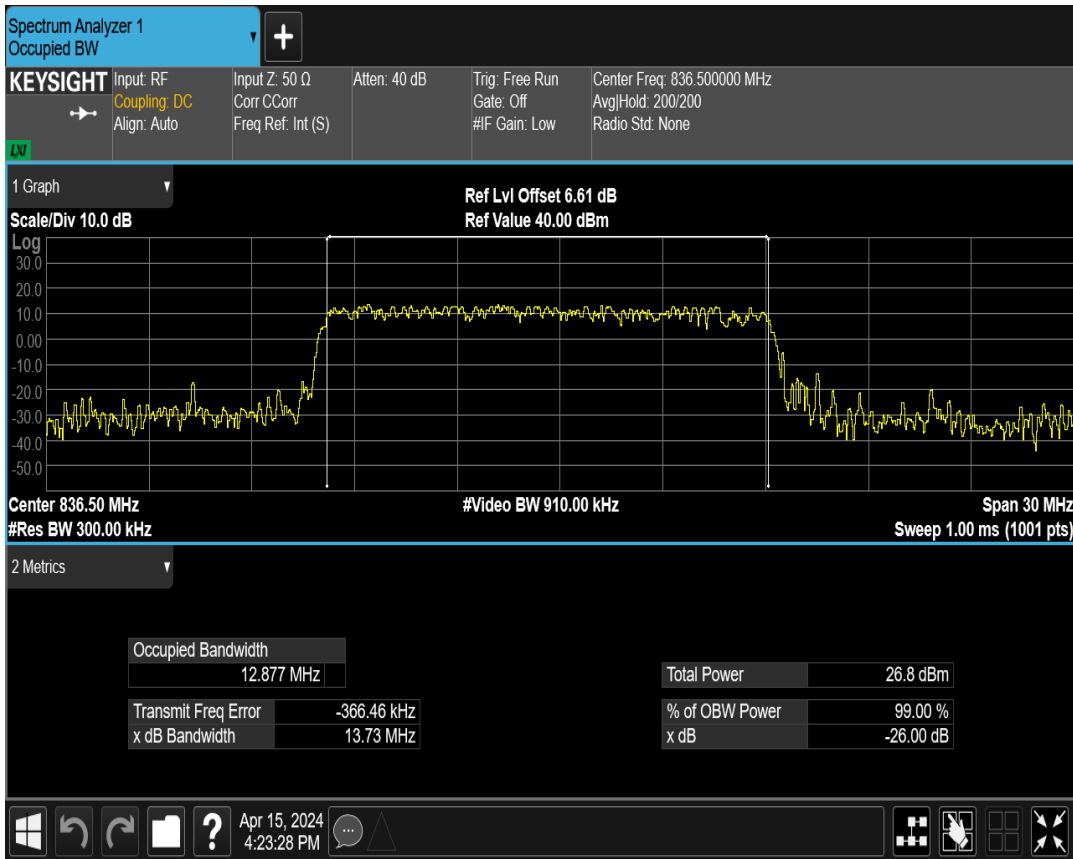 Spectrum Analyzer 1
Occupied BW
+
KEYSIGHT
LXI
Input: RF
Coupling: DC
Align: Auto
Input Z: 50 Ω
Corr CCorr
Freq Ref: Int (S)
Atten: 40 dB
Trig: Free Run
Gate: Off
#IF Gain: Low
Center Freq: 836.500000 MHz
Avg|Hold: 200/200
Radio Std: None
1 Graph
Scale/Div 10.0 dB
Ref Lvl Offset 6.61 dB
Ref Value 40.00 dBm
Log
30.0
20.0
10.0
0.00
-10.0
-20.0
-30.0
-40.0
-50.0
Center 836.50 MHz
#Res BW 300.00 kHz
#Video BW 910.00 kHz
Span 30 MHz
Sweep 1.00 ms (1001 pts)
2 Metrics
Occupied Bandwidth
12.877 MHz
Transmit Freq Error -366.46 kHz
x dB Bandwidth 13.73 MHz
Total Power 26.8 dBm
% of OBW Power 99.00 %
x dB -26.00 dB
?
Apr 15, 2024
4:23:28 PM